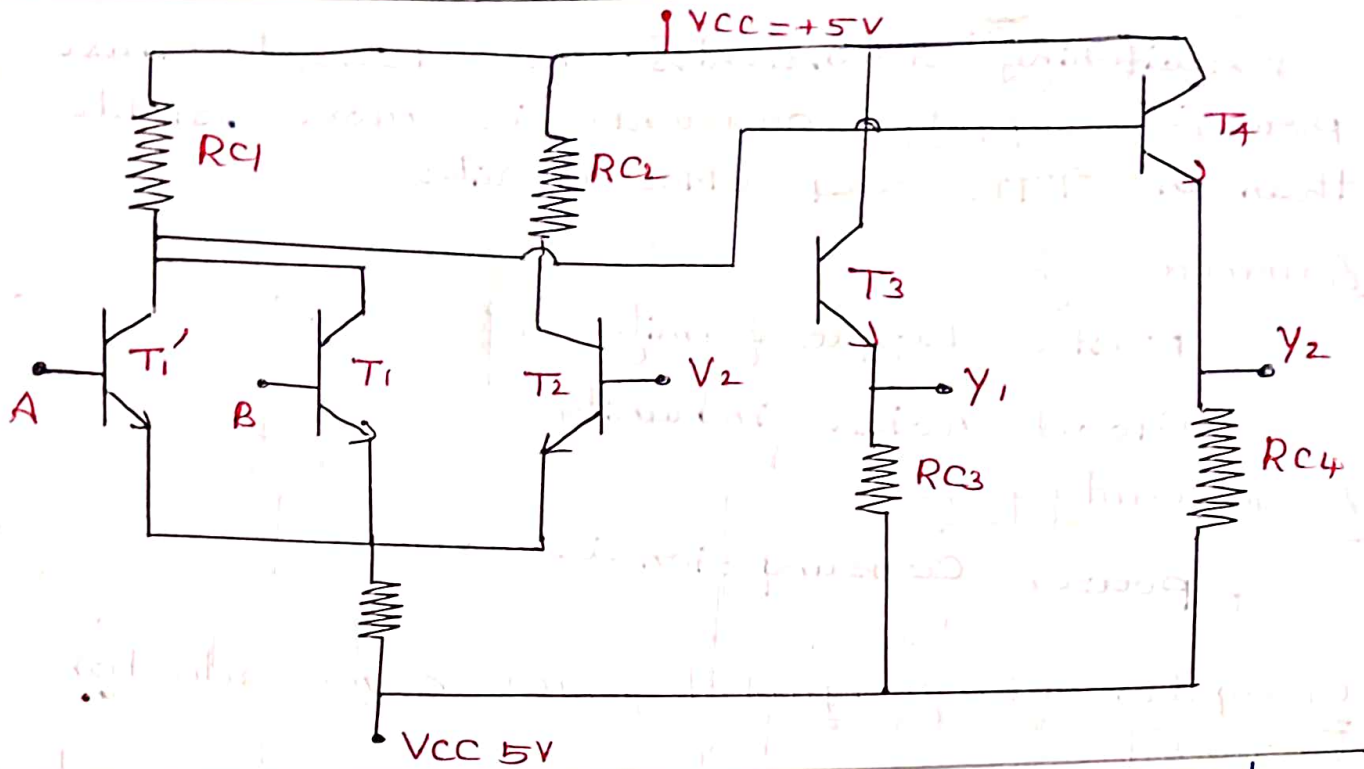 VCC = +5V
RC1
RC2
T4
T3
T1'
T1
T2
V2
Y1
Y2
A
B
RC3
RC4
VCC 5V